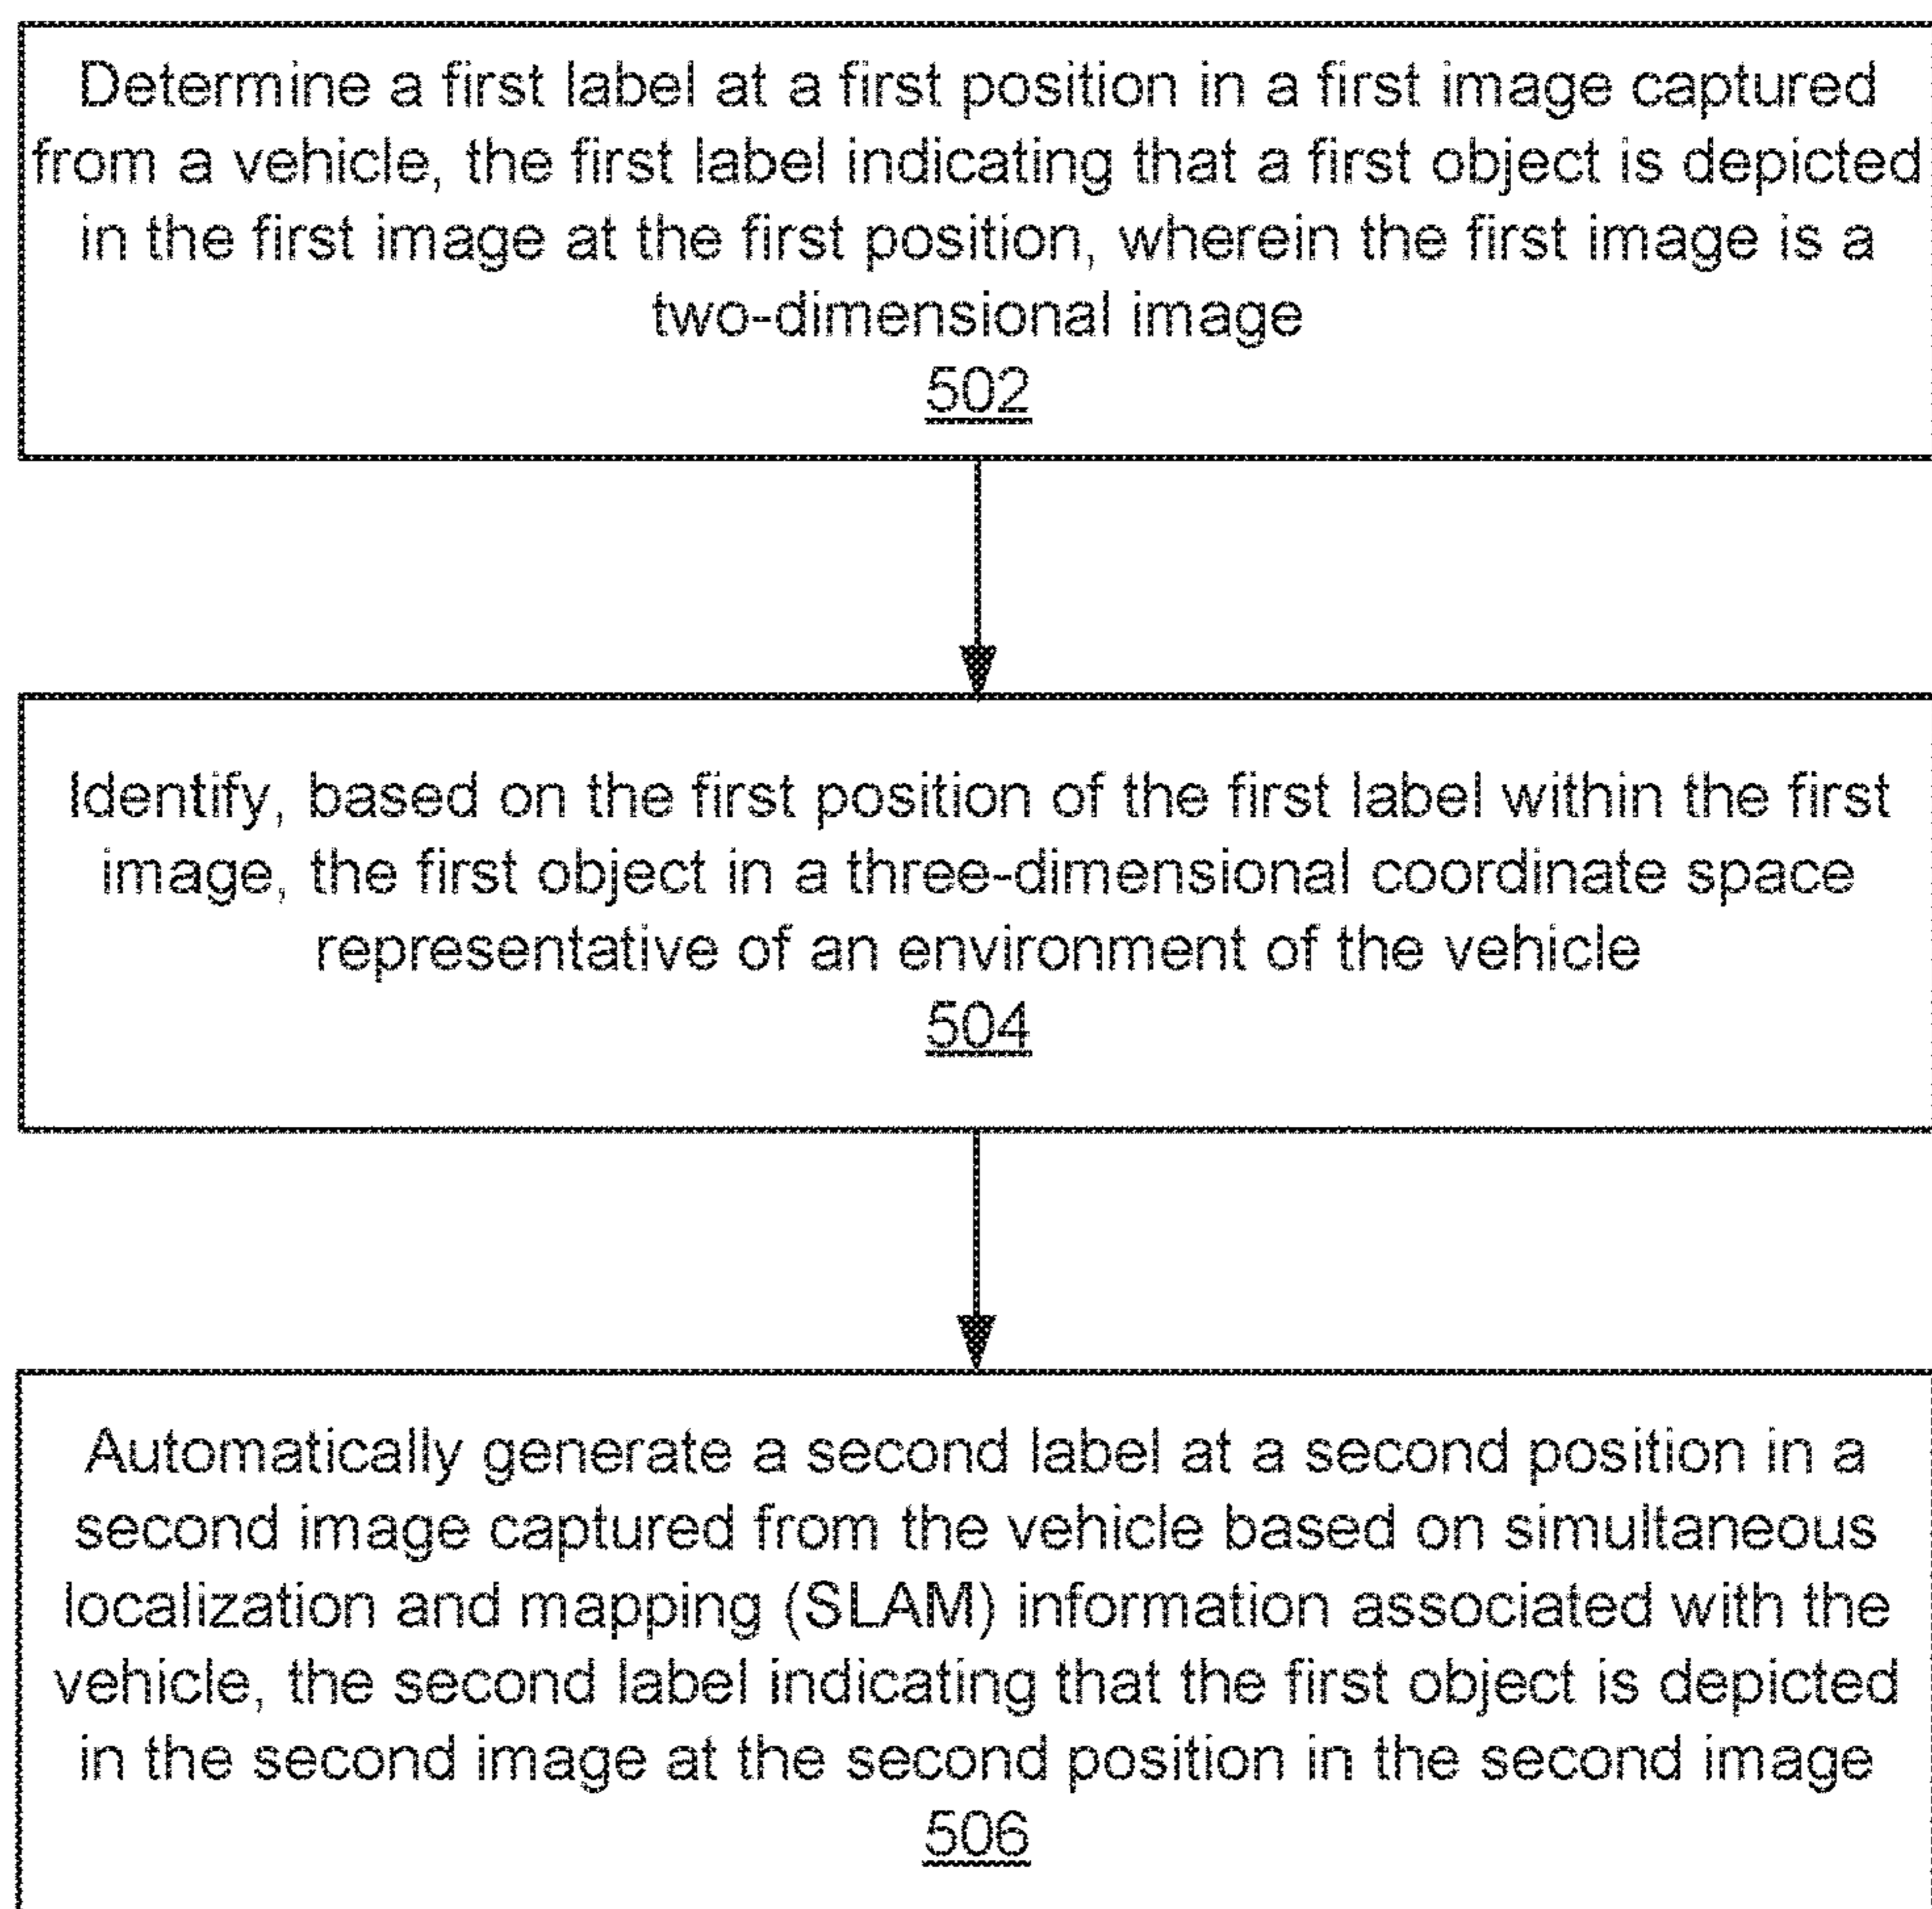 Determine a first label at a first position in a first image captured
from a vehicle, the first label indicating that a first object is depicted
in the first image at the first position, wherein the first image is a
two-dimensional image
502
Identify, based on the first position of the first label within the first
image, the first object in a three-dimensional coordinate space
representative of an environment of the vehicle
504
Automatically generate a second label at a second position in a
second image captured from the vehicle based on simultaneous
localization and mapping (SLAM) information associated with the
vehicle, the second label indicating that the first object is depicted
in the second image at the second position in the second image
506